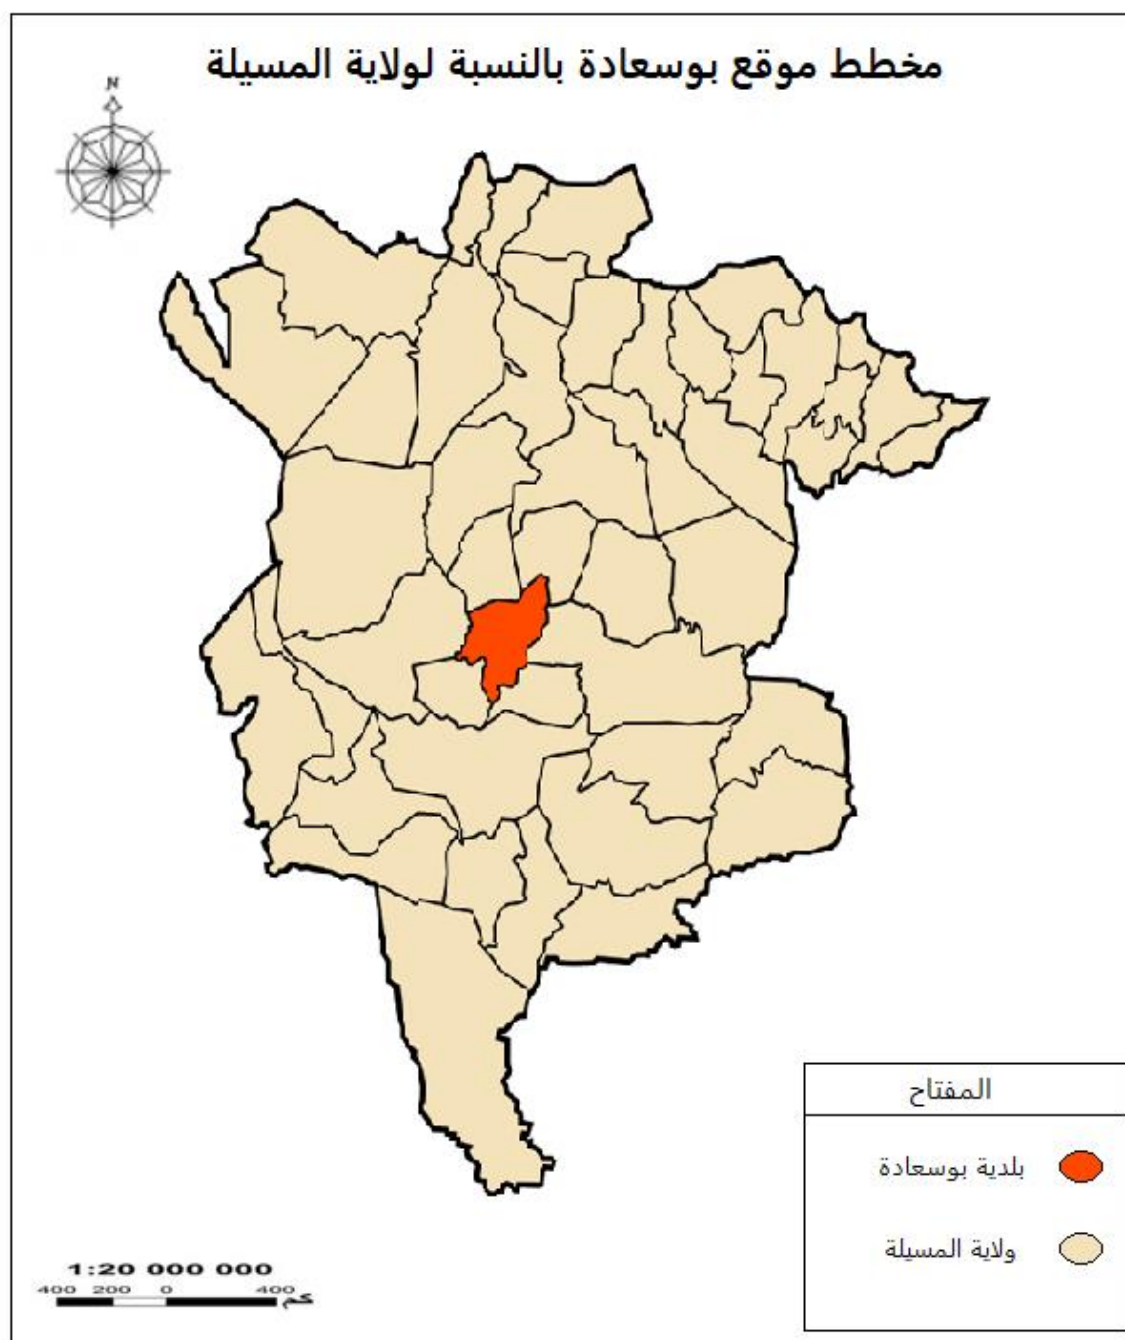 مخطط موقع بوسعادة بالنسبة لولاية المسيلة
N
المفتاح
بلدية بوسعادة
ولاية المسيلة
1:20 000 000
400 200 0 400
كم